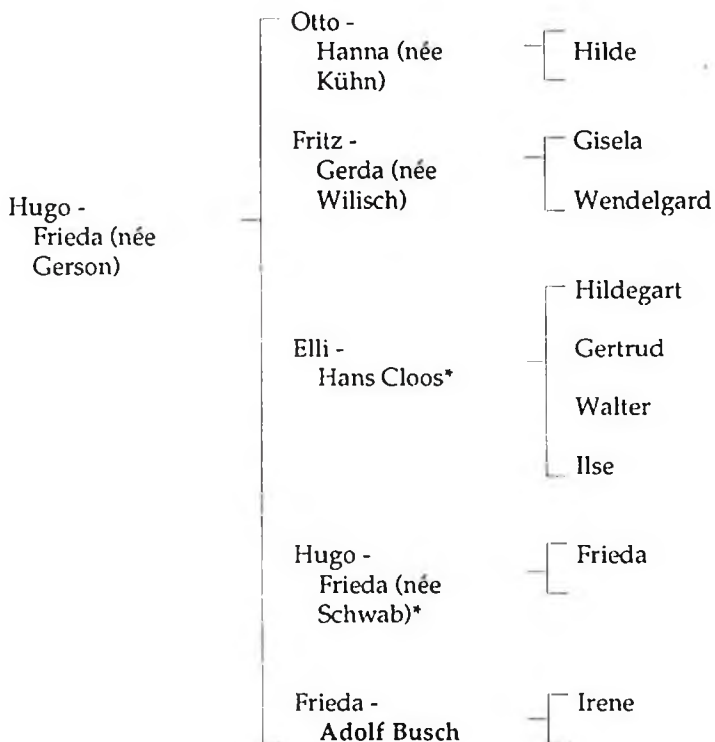 Hugo -
Frieda (née
Gerson)
Otto -
Hanna (née
Kühn)
Hilde
Fritz -
Gerda (née
Wilisch)
Gisela
Wendelgard
Elli -
Hans Cloos*
Hildegart
Gertrud
Walter
Ilse
Hugo -
Frieda (née
Schwab)*
Frieda
Frieda -
Adolf Busch
Irene